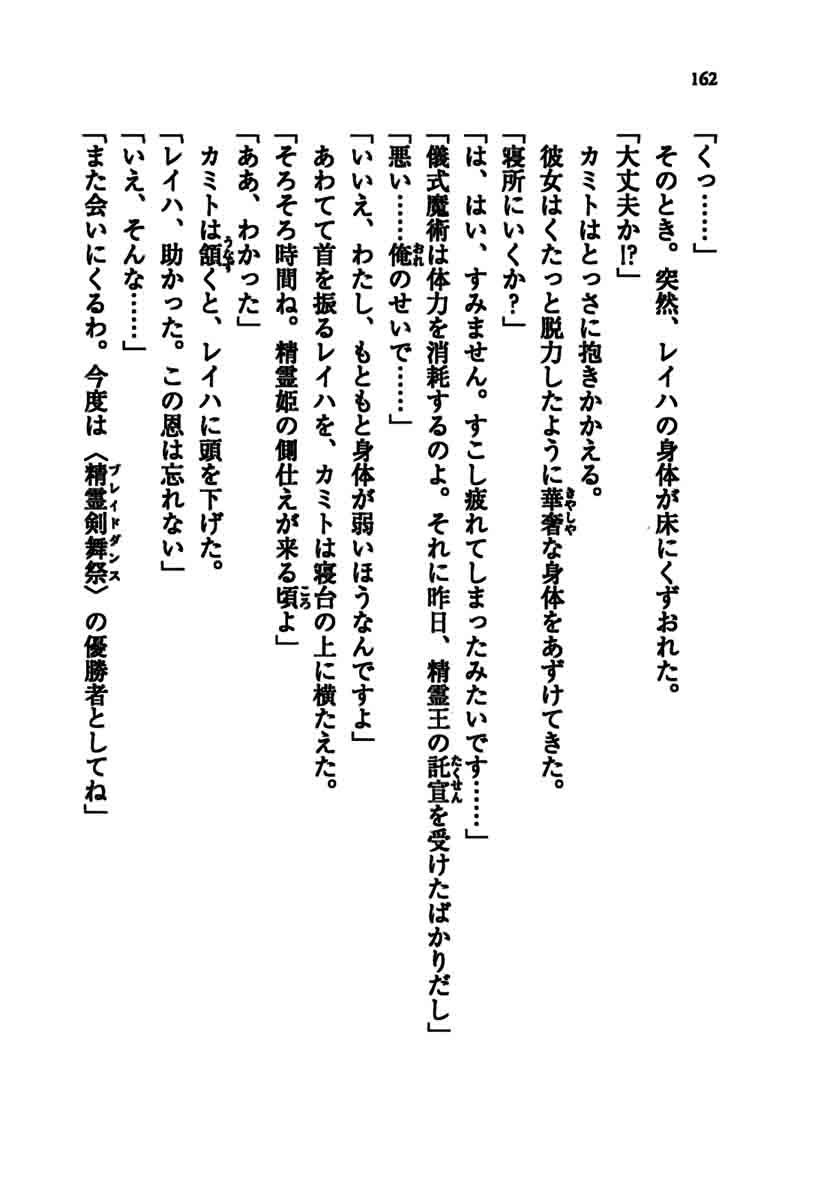 162
「くっ……」
そのとき。突然、レイハの身体が床にくずおれた。
「大丈夫か!?」
カミトはとっさに抱きかかえる。
彼女はくたっと脱力したように華奢な身体をあずけてきた。
「寝所にいくか?」
「は、はい、すみません。すこし疲れてしまったみたいです……」
「儀式魔術は体力を消耗するのよ。それに昨日、精霊王の託宣を受けたばかりだし」
「悪い……俺のせいで……」
「いいえ、わたし、もともと身体が弱いほうなんですよ」
あわてて首を振るレイハを、カミトは寝台の上に横たえた。
「そろそろ時間ね。精霊姫の側仕えが来る頃よ」
「ああ、わかった」
カミトは頷くと、レイハに頭を下げた。
「レイハ、助かった。この恩は忘れない」
「いえ、そんな……」
「また会いにくるわ。今度は〈精霊剣舞祭〉の優勝者としてね」